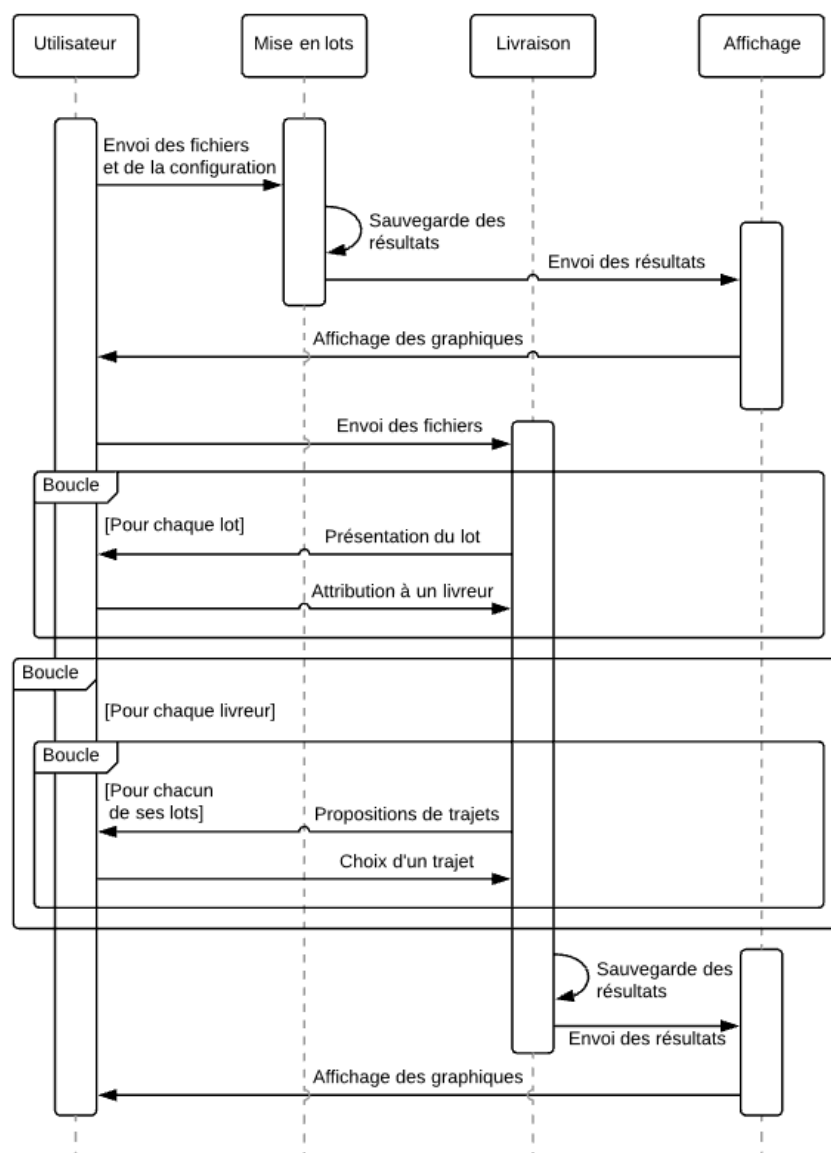 Utilisateur
Mise en lots
Livraison
Affichage
Envoi des fichiers
et de la configuration
Sauvegarde des
résultats
Envoi des résultats
Affichage des graphiques
Envoi des fichiers
Boucle
[Pour chaque lot]
Présentation du lot
Attribution à un livreur
Boucle
[Pour chaque livreur]
Boucle
[Pour chacun
de ses lots]
Propositions de trajets
Choix d'un trajet
Sauvegarde des
résultats
Envoi des résultats
Affichage des graphiques